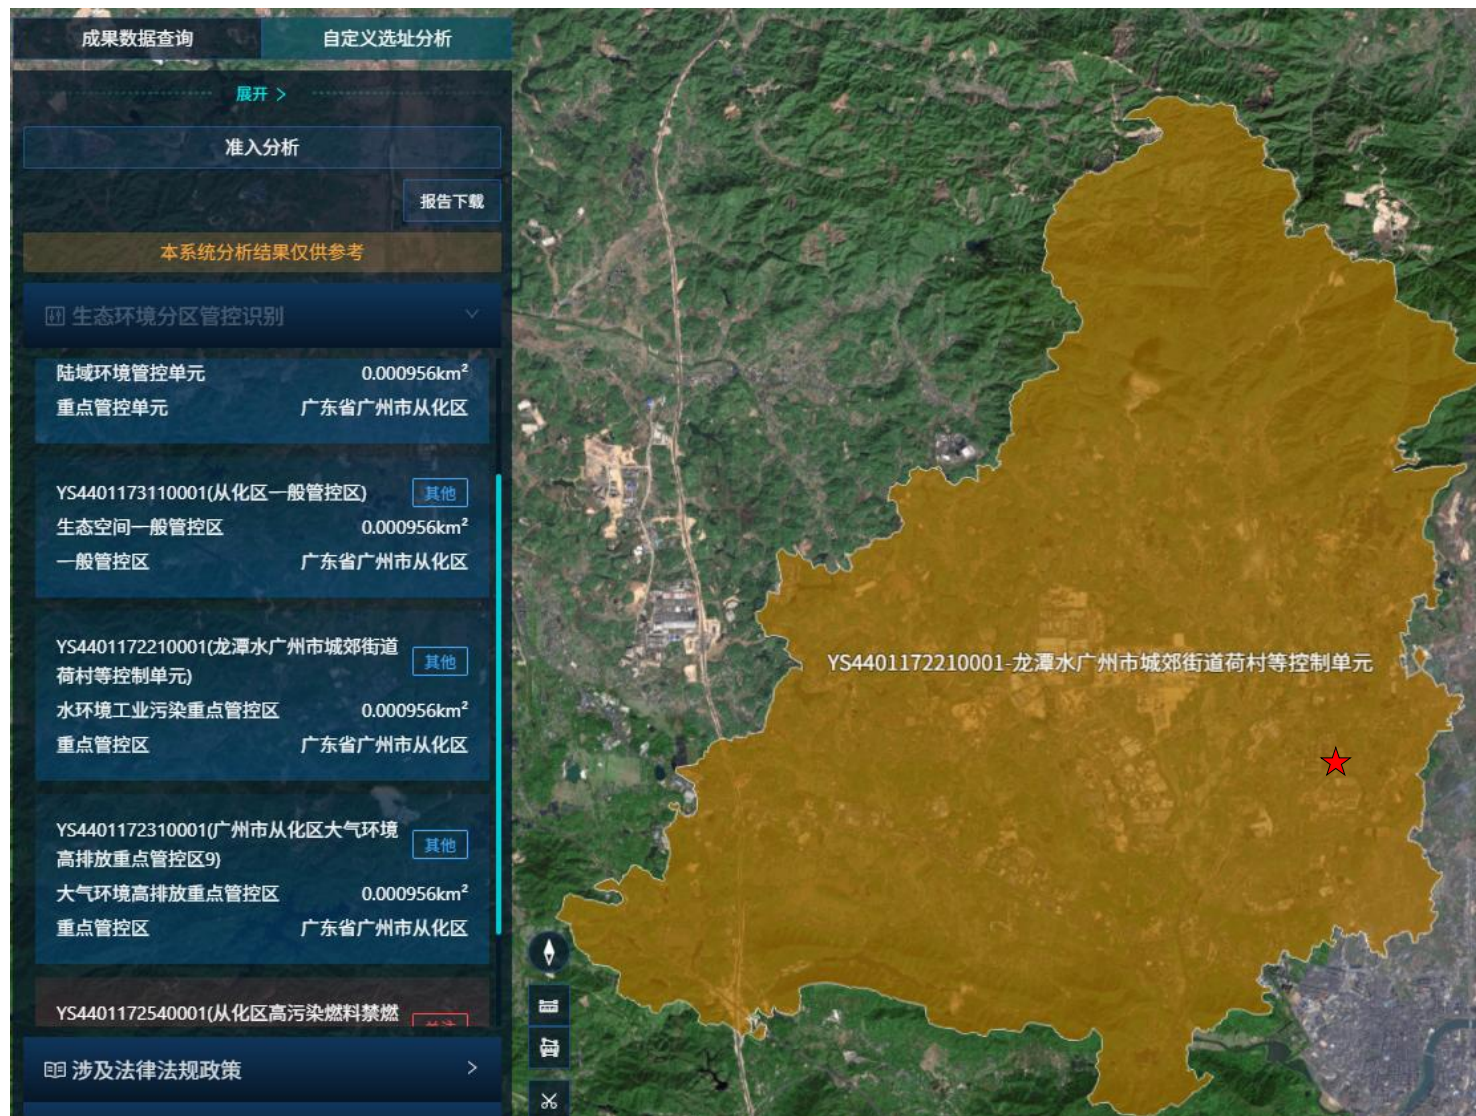 成果数据查询
自定义选址分析
展开 >
准入分析
报告下载
本系统分析结果仅供参考
生态环境分区管控识别
陆域环境管控单元 0.000956km²
重点管控单元 广东省广州市从化区
YS4401173110001(从化区一般管控区) 其他
生态空间一般管控区 0.000956km²
一般管控区 广东省广州市从化区
YS4401172210001(龙潭水广州市城郊街道
荷村等控制单元) 其他
水环境工业污染重点管控区 0.000956km²
重点管控区 广东省广州市从化区
YS4401172310001(广州市从化区大气环境
高排放重点管控区9) 其他
大气环境高排放重点管控区 0.000956km²
重点管控区 广东省广州市从化区
YS4401172540001(从化区高污染燃料禁燃
涉及法律法规政策
YS4401172210001-龙潭水广州市城郊街道荷村等控制单元